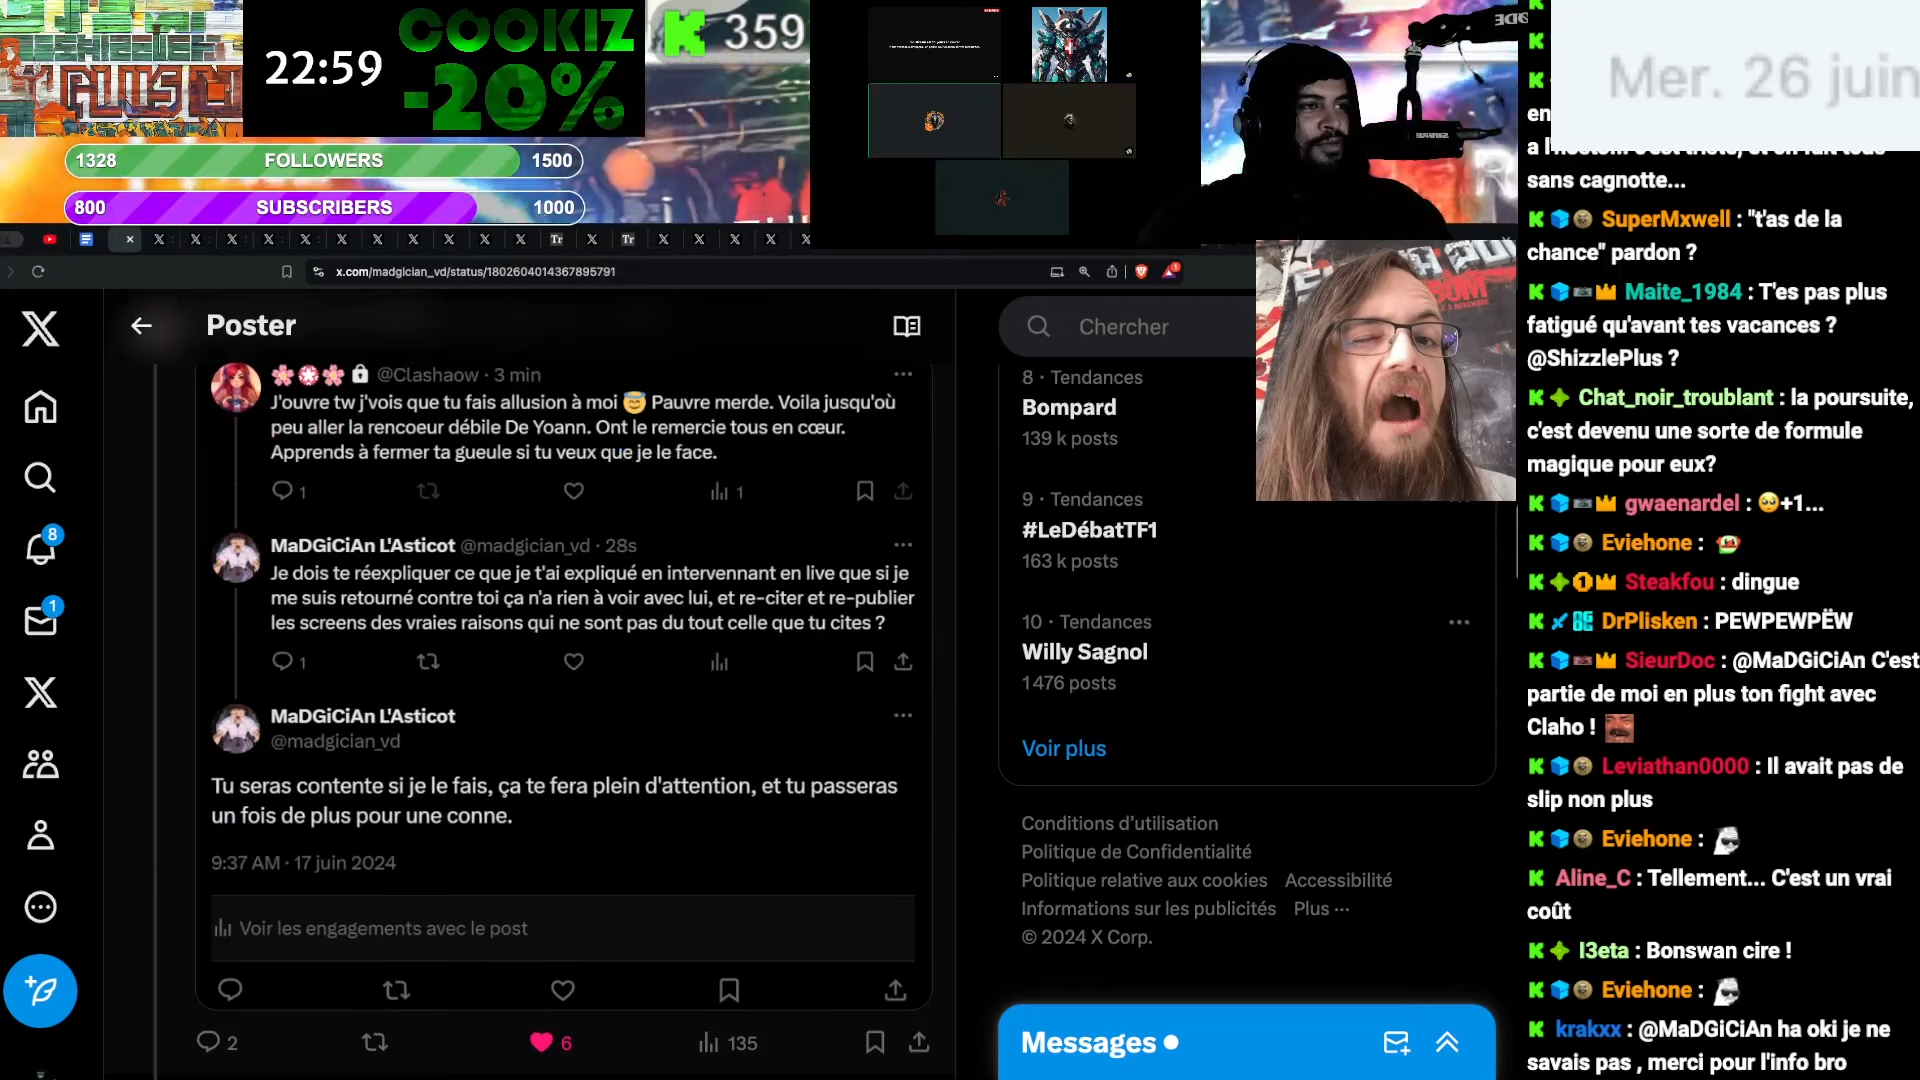 22:59
COOKIZ
-20%
359
1328 FOLLOWERS 1500
800 SUBSCRIBERS 1000
Mer. 26 juin
x.com/madgician_vd/status/1802604014367895791
Poster
Chercher
@Clashaow · 3 min
J'ouvre tw j'vois que tu fais allusion à moi 😇 Pauvre merde. Voila jusqu'où
peu aller la rencoeur débile De Yoann. Ont le remercie tous en cœur.
Apprends à fermer ta gueule si tu veux que je le face.
1
1
MaDGiCiAn L'Asticot @madgician_vd · 28s
Je dois te réexpliquer ce que je t'ai expliqué en intervennant en live que si je
me suis retourné contre toi ça n'a rien à voir avec lui, et re-citer et re-publier
les screens des vraies raisons qui ne sont pas du tout celle que tu cites ?
1
MaDGiCiAn L'Asticot
@madgician_vd
Tu seras contente si je le fais, ça te fera plein d'attention, et tu passeras
un fois de plus pour une conne.
9:37 AM · 17 juin 2024
Voir les engagements avec le post
2
6
135
8
1
8 · Tendances
Bompard
139 k posts
9 · Tendances
#LeDébatTF1
163 k posts
10 · Tendances
Willy Sagnol
1 476 posts
Voir plus
Conditions d'utilisation
Politique de Confidentialité
Politique relative aux cookies Accessibilité
Informations sur les publicités Plus ···
© 2024 X Corp.
Messages
sans cagnotte...
SuperMxwell : "t'as de la
chance" pardon ?
Maite_1984 : T'es pas plus
fatigué qu'avant tes vacances ?
@ShizzlePlus ?
Chat_noir_troublant : la poursuite,
c'est devenu une sorte de formule
magique pour eux?
gwaenardel : 🥺+1...
Eviehone :
Steakfou : dingue
DrPlisken : PEWPEWPËW
SieurDoc : @MaDGiCiAn C'est
partie de moi en plus ton fight avec
Claho !
Leviathan0000 : Il avait pas de
slip non plus
Eviehone :
Aline_C : Tellement... C'est un vrai
coût
l3eta : Bonswan cire !
Eviehone :
krakxx : @MaDGiCiAn ha oki je ne
savais pas , merci pour l'info bro